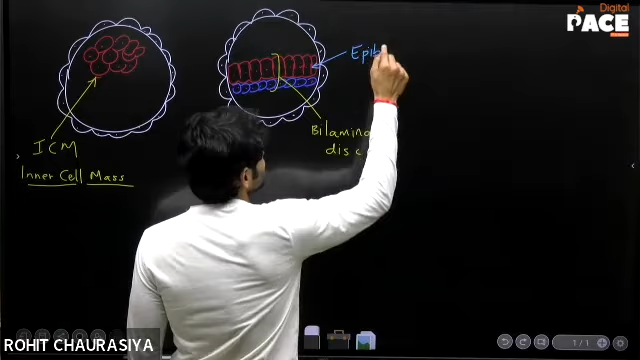 Digital
PACE
Epib
ICM
Inner Cell Mass
Bilamina
disc
1/1
ROHIT CHAURASIYA